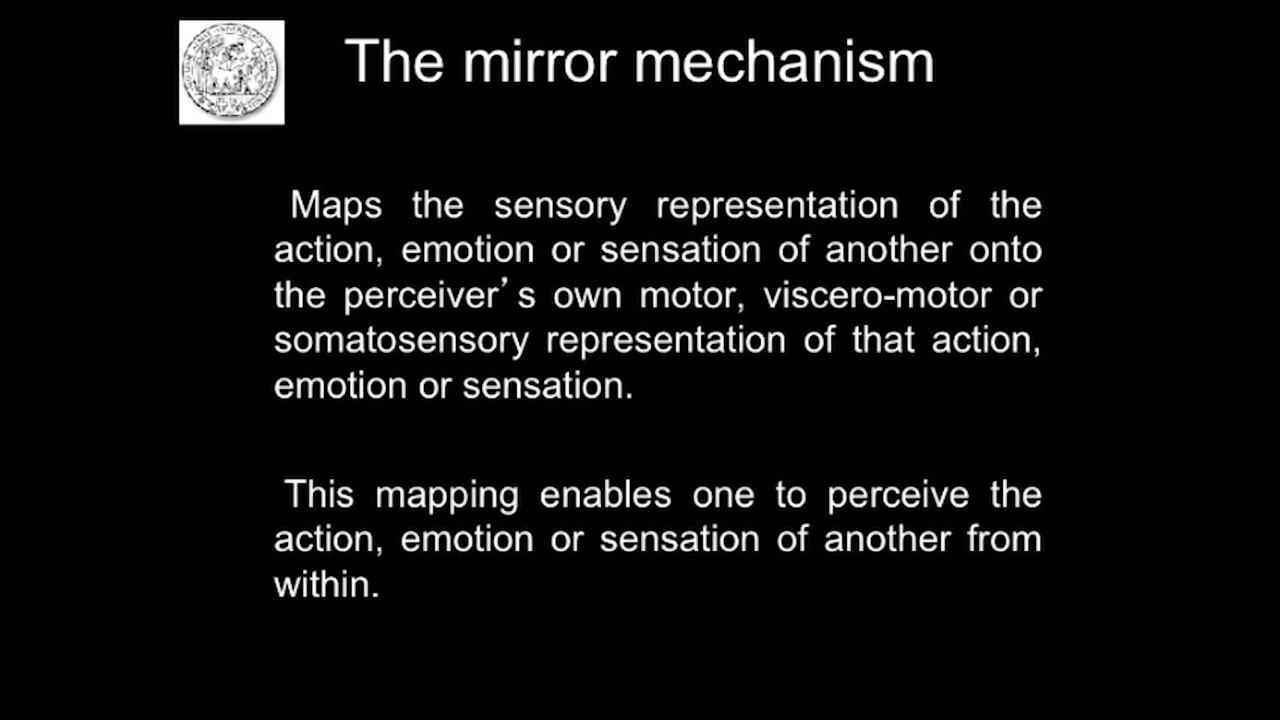 The mirror mechanism
Maps the sensory representation of the
action, emotion or sensation of another onto
the perceiver’s own motor, viscero-motor or
somatosensory representation of that action,
emotion or sensation.
This mapping enables one to perceive the
action, emotion or sensation of another from
within.